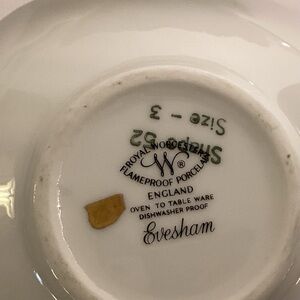 Shape 52
Size - 3
ROYAL WORCESTER
W®
FLAMEPROOF PORCELAIN
ENGLAND
OVEN TO TABLE WARE
DISHWASHER PROOF
Evesham